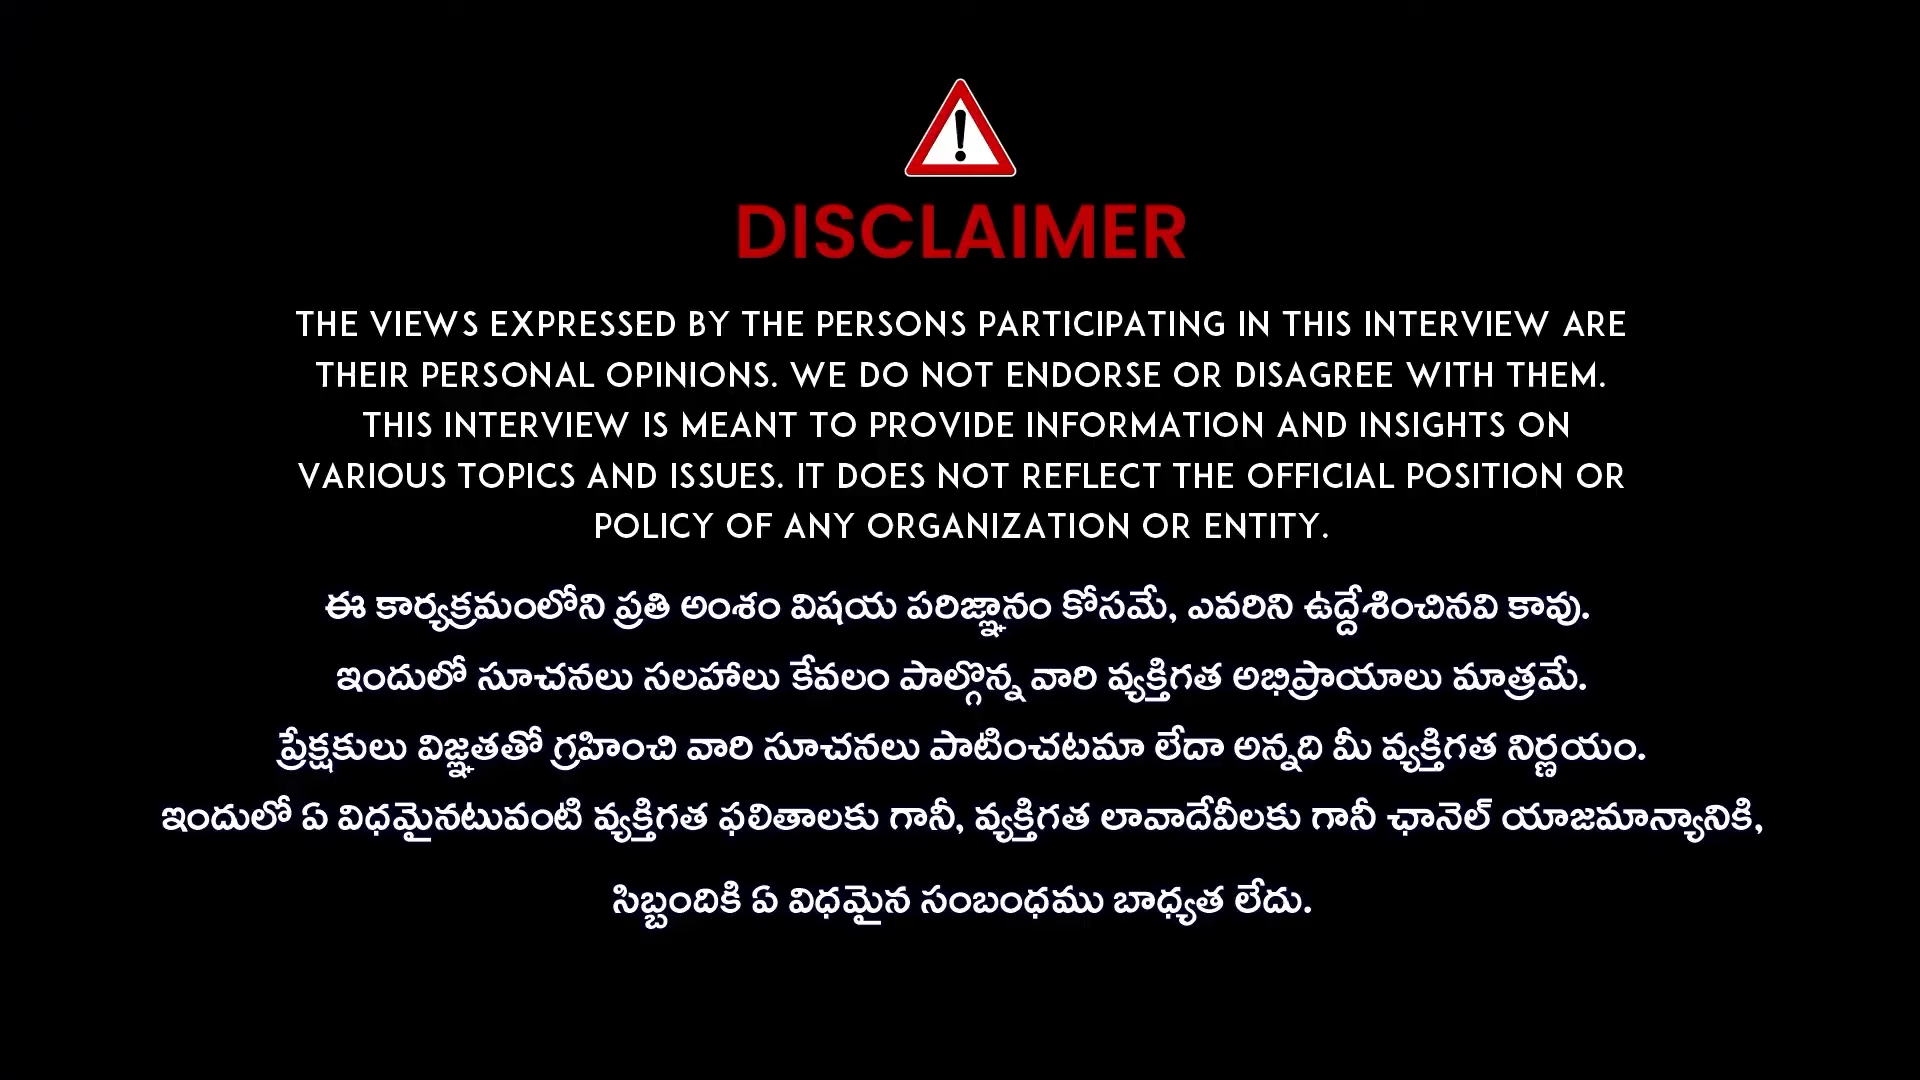 DISCLAIMER
THE VIEWS EXPRESSED BY THE PERSONS PARTICIPATING IN THIS INTERVIEW ARE
THEIR PERSONAL OPINIONS. WE DO NOT ENDORSE OR DISAGREE WITH THEM.
THIS INTERVIEW IS MEANT TO PROVIDE INFORMATION AND INSIGHTS ON
VARIOUS TOPICS AND ISSUES. IT DOES NOT REFLECT THE OFFICIAL POSITION OR
POLICY OF ANY ORGANIZATION OR ENTITY.
ఈ కార్యక్రమంలోని ప్రతి అంశం విషయ పరిజ్ఞానం కోసమే, ఎవరిని ఉద్దేశించినవి కావు.
ఇందులో సూచనలు సలహాలు కేవలం పాల్గొన్న వారి వ్యక్తిగత అభిప్రాయాలు మాత్రమే.
ప్రేక్షకులు విజ్ఞతతో గ్రహించి వారి సూచనలు పాటించటమా లేదా అన్నది మీ వ్యక్తిగత నిర్ణయం.
ఇందులో ఏ విధమైనటువంటి వ్యక్తిగత ఫలితాలకు గానీ, వ్యక్తిగత లావాదేవీలకు గానీ ఛానెల్ యాజమాన్యానికి,
సిబ్బందికి ఏ విధమైన సంబంధము బాధ్యత లేదు.